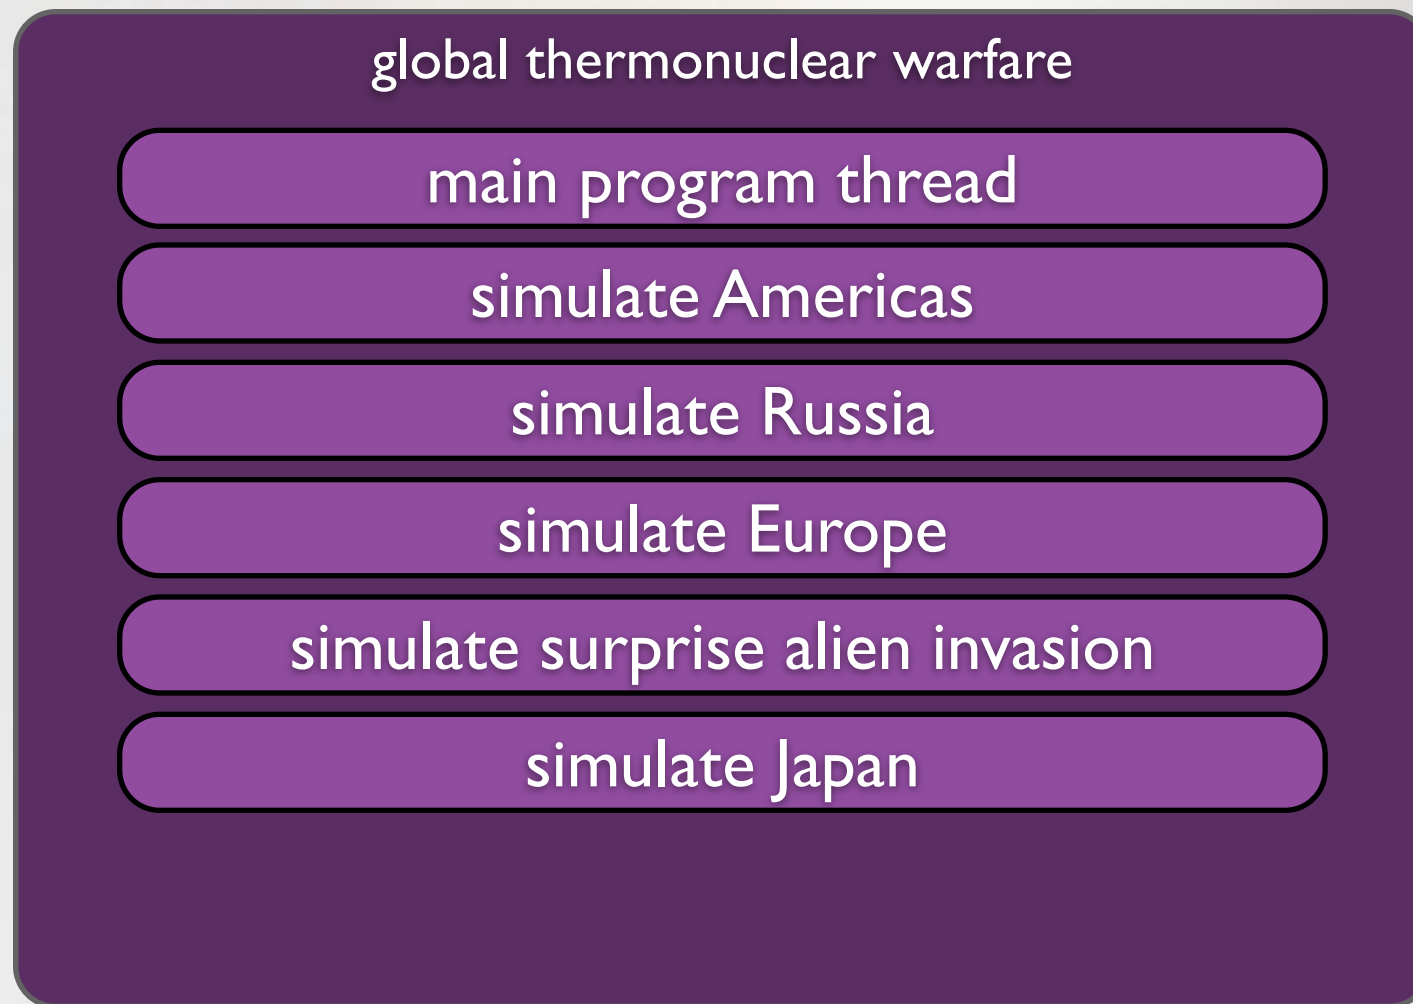 global thermonuclear warfare
main program thread
simulate Americas
simulate Russia
simulate Europe
simulate surprise alien invasion
simulate Japan